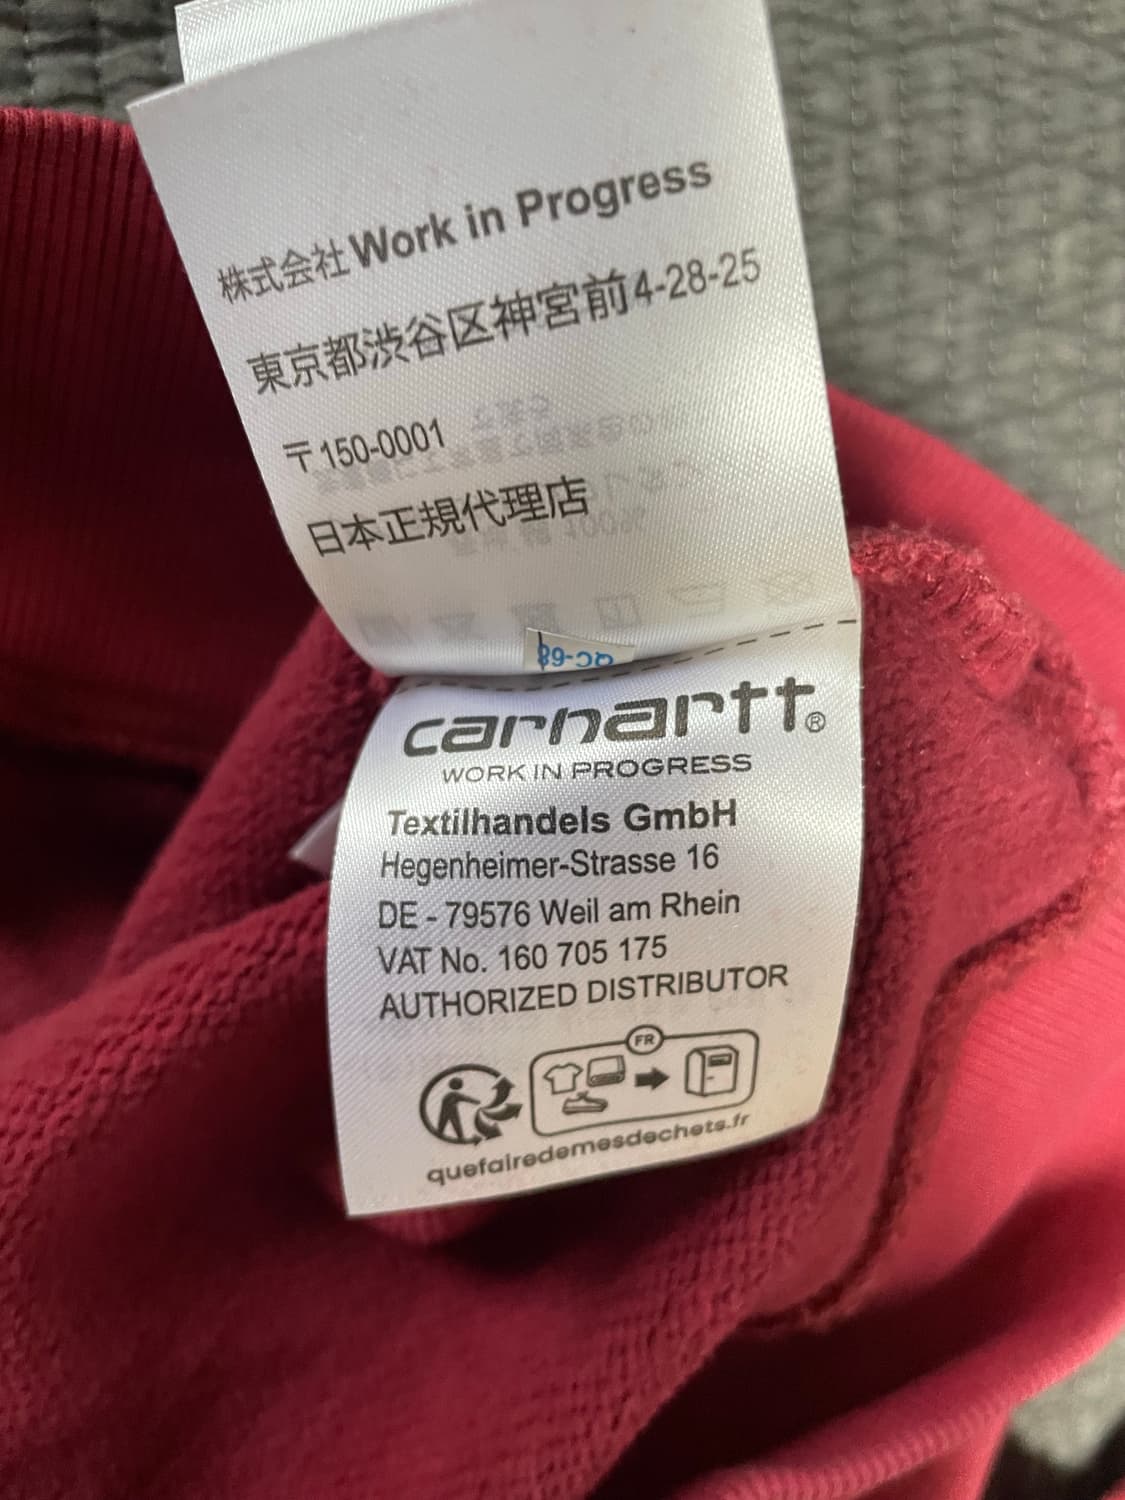 株式会社Work in Progress
東京都渋谷区神宮前4-28-25
〒150-0001
日本正規代理店
QC-68
carhartt®
WORK IN PROGRESS
Textilhandels GmbH
Hegenheimer-Strasse 16
DE - 79576 Weil am Rhein
VAT No. 160 705 175
AUTHORIZED DISTRIBUTOR
FR
quefairedemesdechets.fr